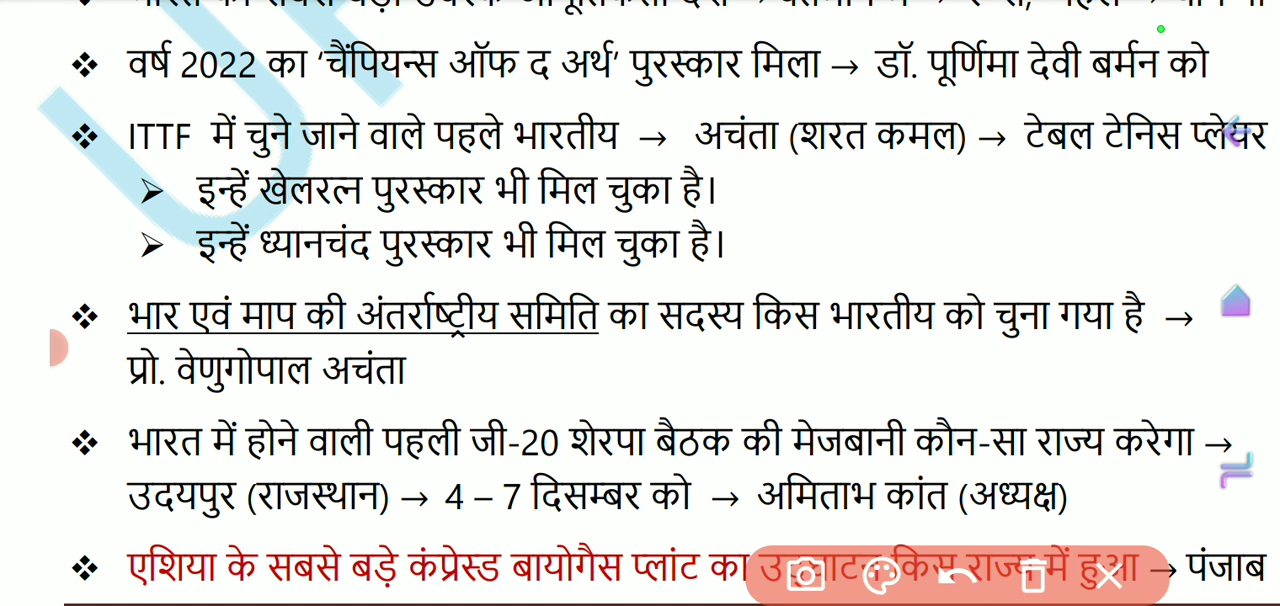 ❖ वर्ष 2022 का ‘चैंपियन्स ऑफ द अर्थ’ पुरस्कार मिला → डॉ. पूर्णिमा देवी बर्मन को
❖ ITTF में चुने जाने वाले पहले भारतीय → अचंता (शरत कमल) → टेबल टेनिस प्लेयर
➢ इन्हें खेलरत्न पुरस्कार भी मिल चुका है।
➢ इन्हें ध्यानचंद पुरस्कार भी मिल चुका है।
❖ भार एवं माप की अंतर्राष्ट्रीय समिति का सदस्य किस भारतीय को चुना गया है →
प्रो. वेणुगोपाल अचंता
❖ भारत में होने वाली पहली जी-20 शेरपा बैठक की मेजबानी कौन-सा राज्य करेगा →
उदयपुर (राजस्थान) → 4 – 7 दिसम्बर को → अमिताभ कांत (अध्यक्ष)
❖ एशिया के सबसे बड़े कंप्रेस्ड बायोगैस प्लांट का उद्घाटन किस राज्य में हुआ → पंजाब